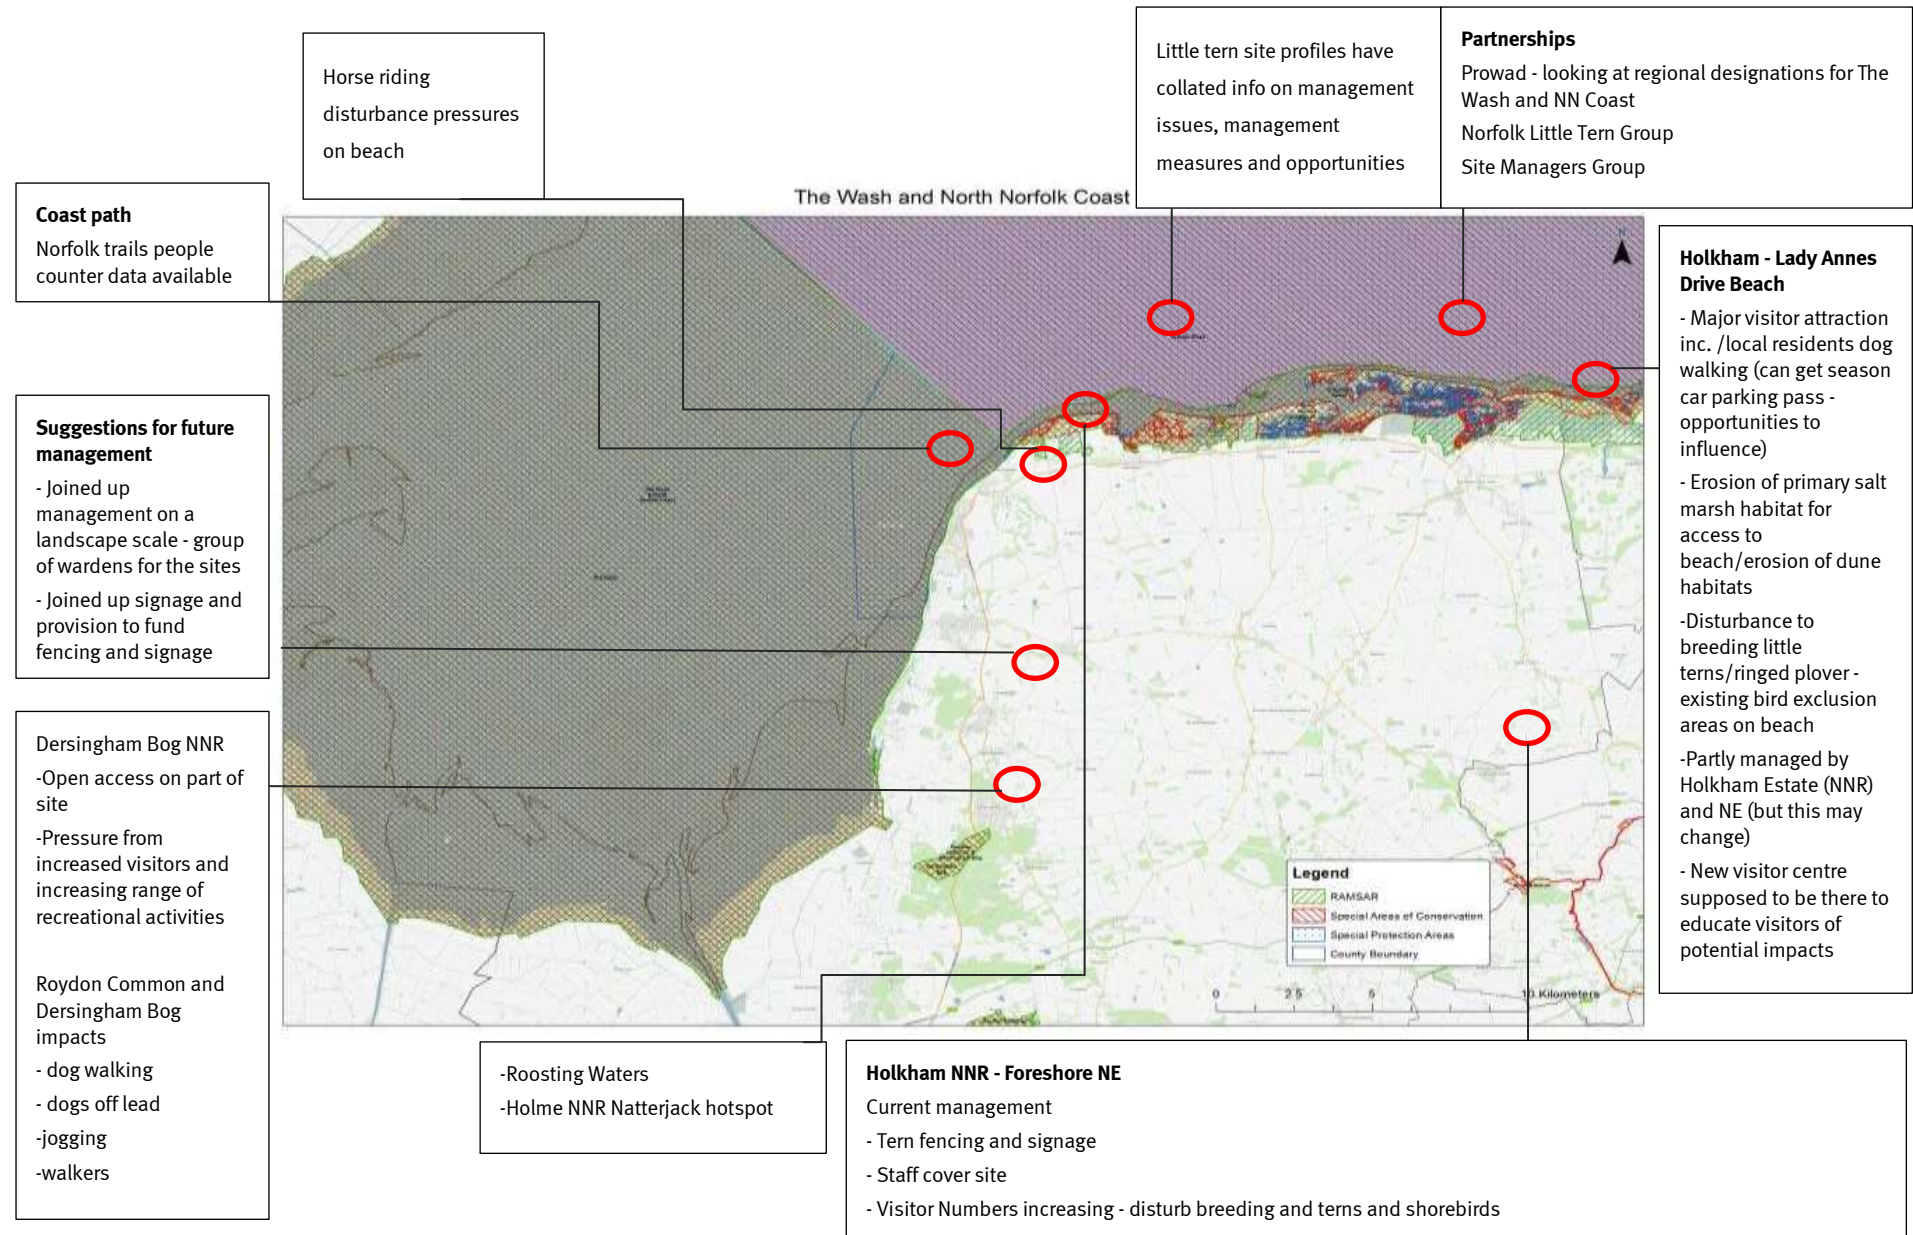 Horse riding
disturbance pressures
on beach
Little tern site profiles have
collated info on management
issues, management
measures and opportunities
Partnerships
Prowad - looking at regional designations for The
Wash and NN Coast
Norfolk Little Tern Group
Site Managers Group
The Wash and North Norfolk Coast
Coast path
Norfolk trails people
counter data available
Suggestions for future
management
- Joined up
management on a
landscape scale - group
of wardens for the sites
- Joined up signage and
provision to fund
fencing and signage
Dersingham Bog NNR
-Open access on part of
site
-Pressure from
increased visitors and
increasing range of
recreational activities
Roydon Common and
Dersingham Bog
impacts
- dog walking
- dogs off lead
-jogging
-walkers
Holkham - Lady Annes
Drive Beach
- Major visitor attraction
inc. /local residents dog
walking (can get season
car parking pass -
opportunities to
influence)
- Erosion of primary salt
marsh habitat for
access to
beach/erosion of dune
habitats
-Disturbance to
breeding little
terns/ringed plover -
existing bird exclusion
areas on beach
-Partly managed by
Holkham Estate (NNR)
and NE (but this may
change)
- New visitor centre
supposed to be there to
educate visitors of
potential impacts
Legend
RAMSAR
Special Areas of Conservation
Special Protection Areas
County Boundary
0 2.5 5 10 Kilometers
-Roosting Waters
-Holme NNR Natterjack hotspot
Holkham NNR - Foreshore NE
Current management
- Tern fencing and signage
- Staff cover site
- Visitor Numbers increasing - disturb breeding and terns and shorebirds